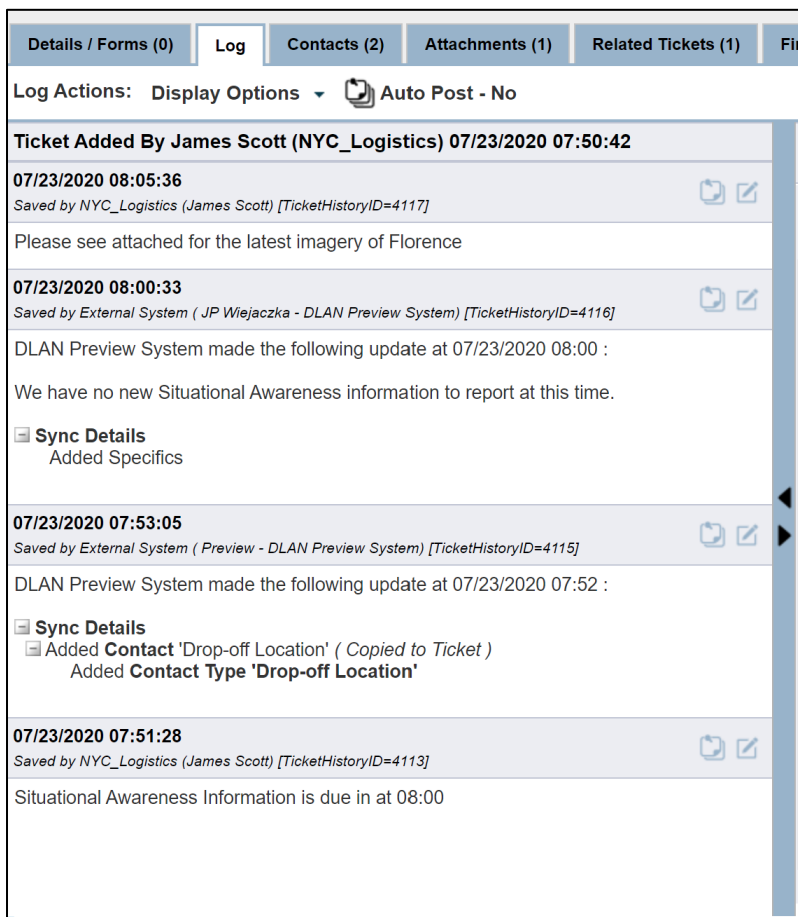 Details / Forms (0) Log Contacts (2) Attachments (1) Related Tickets (1)
Log Actions: Display Options Auto Post - No
Ticket Added By James Scott (NYC_Logistics) 07/23/2020 07:50:42
07/23/2020 08:05:36
Saved by NYC_Logistics (James Scott) [TicketHistoryID=4117]
Please see attached for the latest imagery of Florence
07/23/2020 08:00:33
Saved by External System ( JP Wiejaczka - DLAN Preview System) [TicketHistoryID=4116]
DLAN Preview System made the following update at 07/23/2020 08:00 :
We have no new Situational Awareness information to report at this time.
Sync Details
Added Specifics
07/23/2020 07:53:05
Saved by External System ( Preview - DLAN Preview System) [TicketHistoryID=4115]
DLAN Preview System made the following update at 07/23/2020 07:52 :
Sync Details
Added Contact 'Drop-off Location' ( Copied to Ticket )
Added Contact Type 'Drop-off Location'
07/23/2020 07:51:28
Saved by NYC_Logistics (James Scott) [TicketHistoryID=4113]
Situational Awareness Information is due in at 08:00